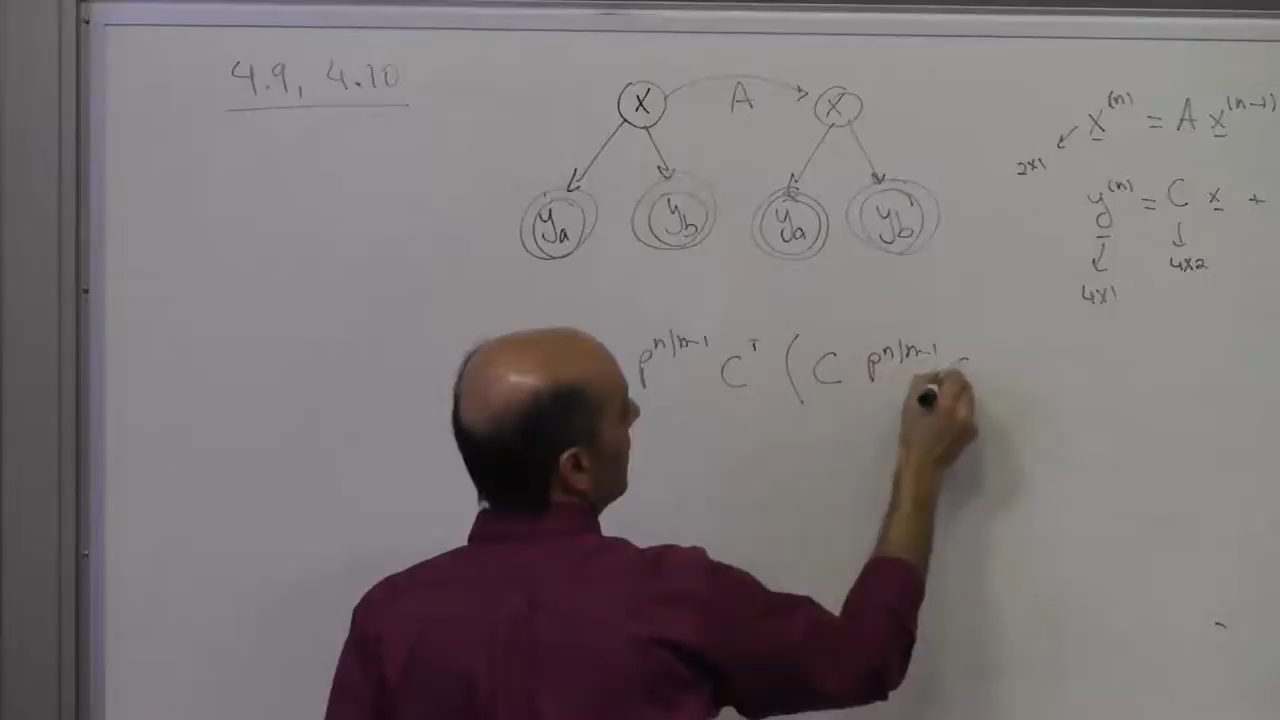 4.9, 4.10
X A X
ya yb ya yb
x^(n) = A x^(n-1)
2x1
y^(n) = C x +
4x1 4x2
p^n/n-1 C^T ( C p^n/n-1